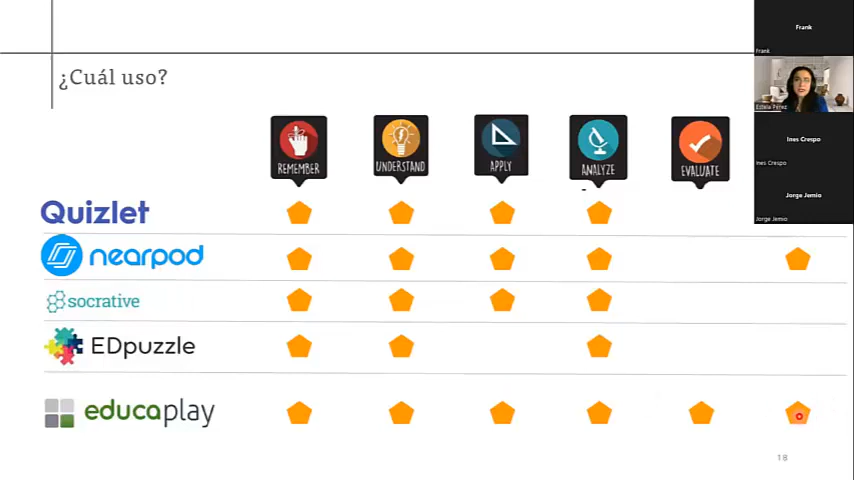 ¿Cuál uso?
REMEMBER
UNDERSTAND
APPLY
ANALYZE
EVALUATE
Quizlet
nearpod
socrative
EDpuzzle
educaplay
18
Frank
Frank
Estela Perez
Ines Crespo
Ines Crespo
Jorge Jemio
Jorge Jemio